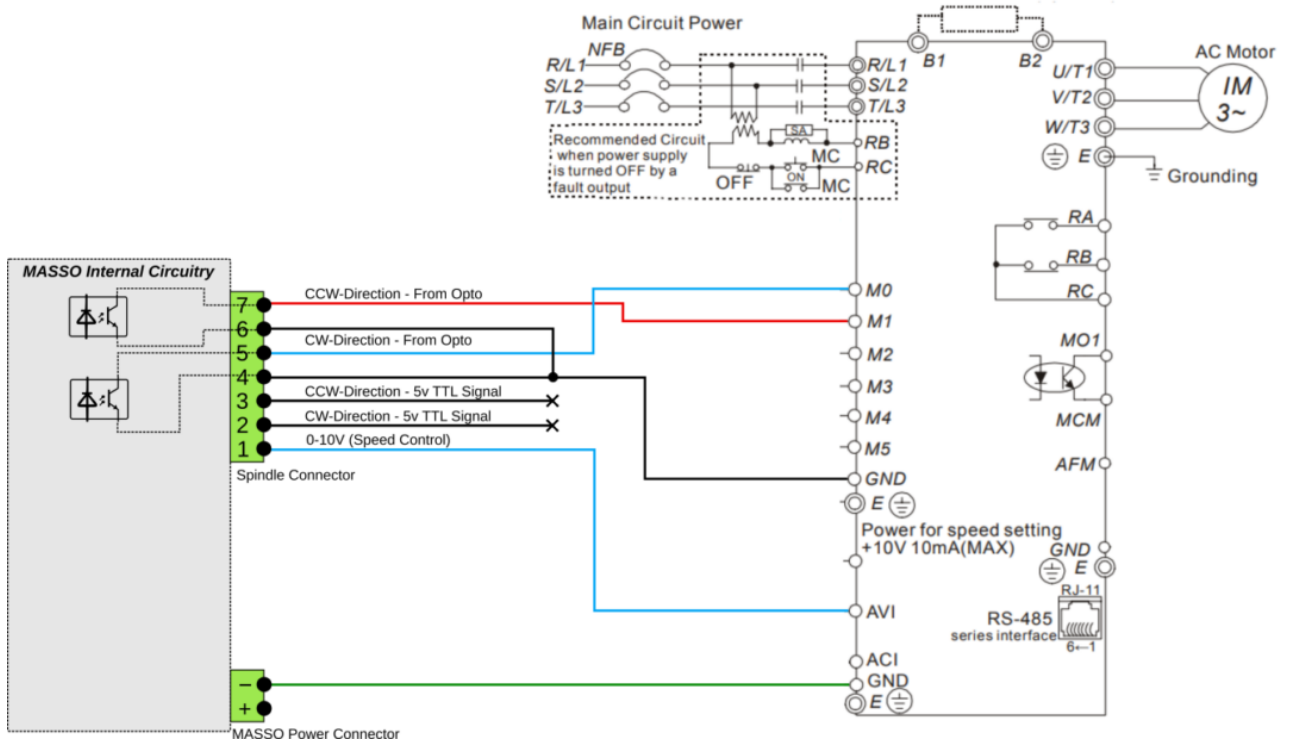 Main Circuit Power
NFB
R/L1
S/L2
T/L3
R/L1
S/L2
T/L3
B1
B2
AC Motor
U/T1
V/T2
W/T3
IM
3~
E
Grounding
Recommended Circuit
when power supply
is turned OFF by a
fault output
SA
MC
OFF
ON
MC
RB
RC
RA
RB
RC
MO1
MCM
AFM
GND
E
RJ-11
RS-485
series interface
6←1
MASSO Internal Circuitry
7
6
5
4
3
2
1
CCW-Direction - From Opto
CW-Direction - From Opto
CCW-Direction - 5v TTL Signal
CW-Direction - 5v TTL Signal
0-10V (Speed Control)
Spindle Connector
M0
M1
M2
M3
M4
M5
GND
E
Power for speed setting
+10V 10mA(MAX)
AVI
ACI
GND
E
−
+
MASSO Power Connector